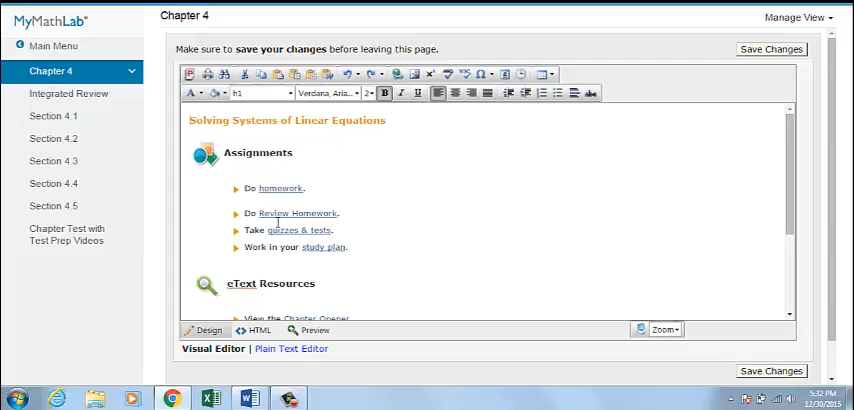 MyMathLab®
Chapter 4
Manage View
Main Menu
Chapter 4
Integrated Review
Section 4.1
Section 4.2
Section 4.3
Section 4.4
Section 4.5
Chapter Test with
Test Prep Videos
Make sure to save your changes before leaving this page.
Save Changes
h1
Verdana, Aria...
2
B I U
Solving Systems of Linear Equations
Assignments
Do homework.
Do Review Homework.
Take quizzes & tests.
Work in your study plan.
eText Resources
View the Chapter Opener
Design
HTML
Preview
Zoom
Visual Editor | Plain Text Editor
Save Changes
5:32 PM
12/30/2015